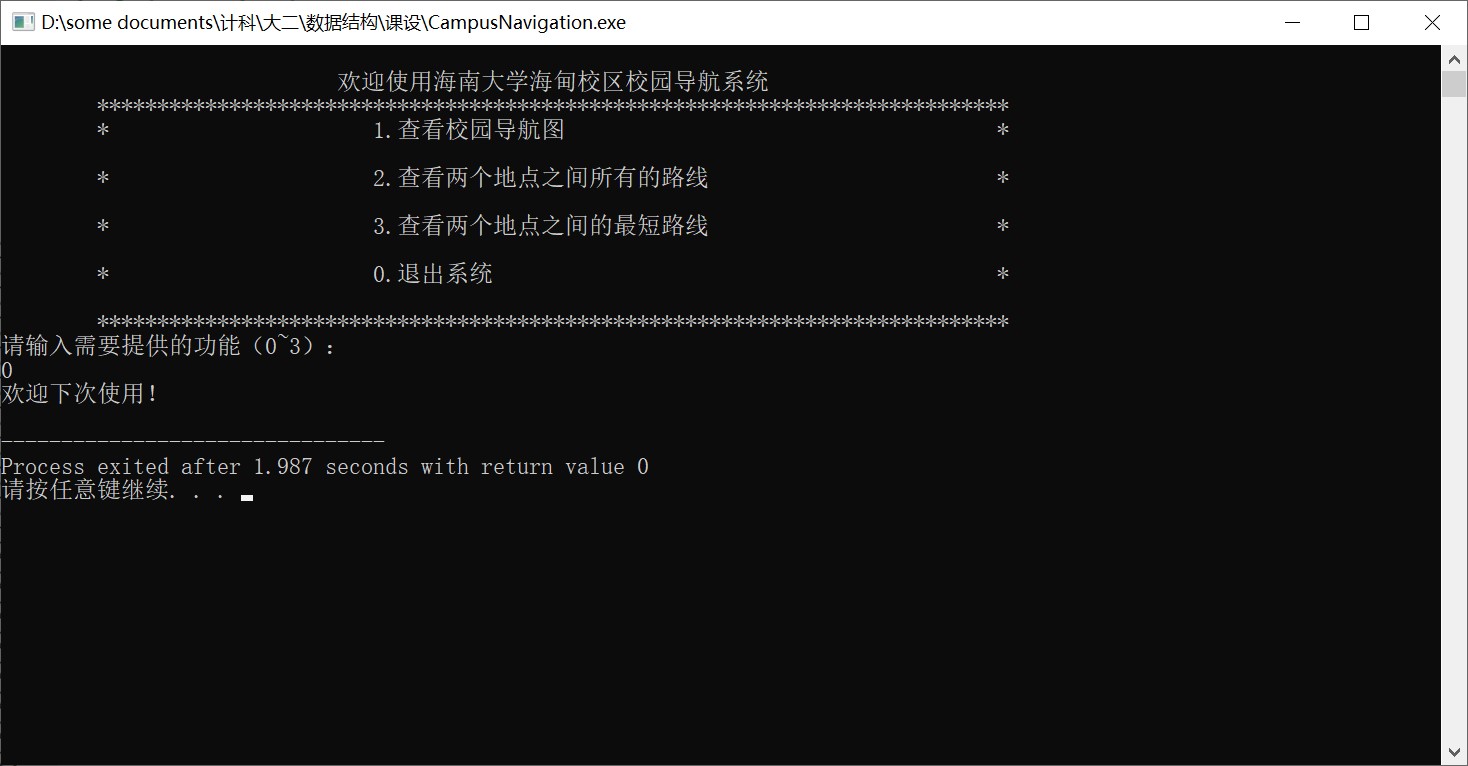 D:\some documents\计科\大二\数据结构\课设\CampusNavigation.exe
欢迎使用海南大学海甸校区校园导航系统
****************************************************************************
* 1.查看校园导航图 *
* 2.查看两个地点之间所有的路线 *
* 3.查看两个地点之间的最短路线 *
* 0.退出系统 *
****************************************************************************
请输入需要提供的功能（0~3）：
0
欢迎下次使用！
--------------------------------
Process exited after 1.987 seconds with return value 0
请按任意键继续. . .